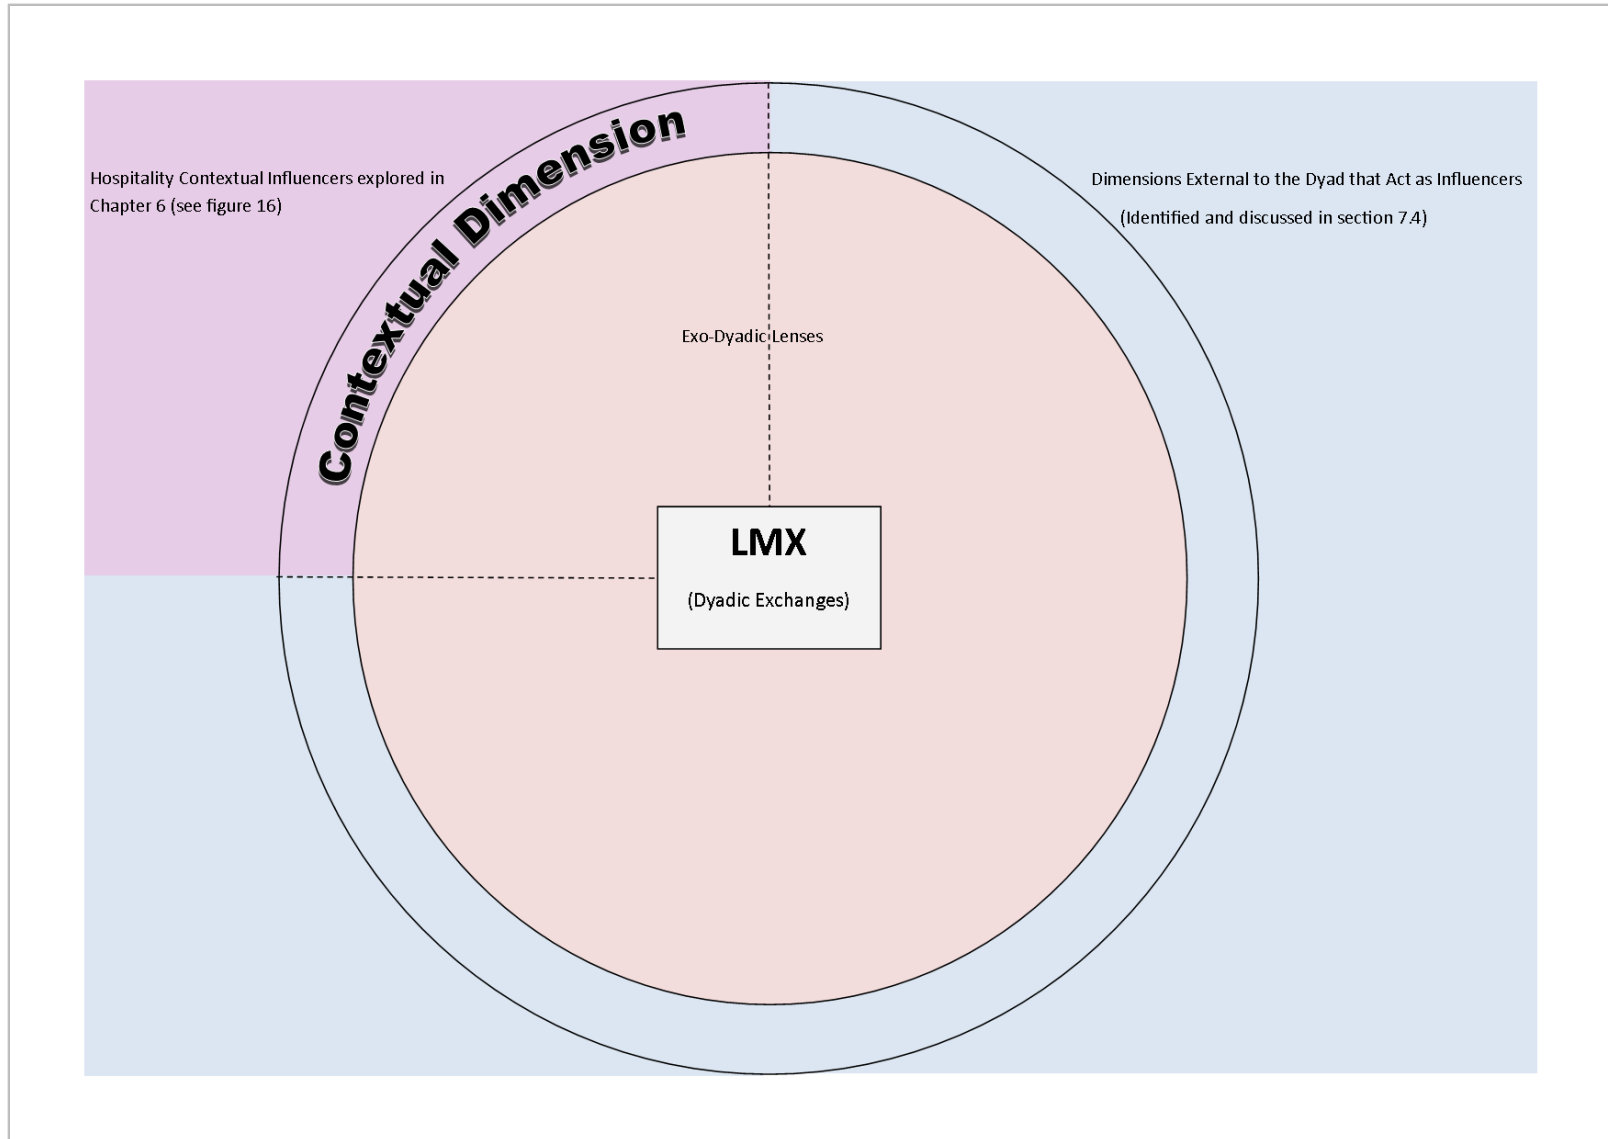 Contextual Dimension
Hospitality Contextual Influencers explored in
Chapter 6 (see figure 16)
Dimensions External to the Dyad that Act as Influencers
(Identified and discussed in section 7.4)
Exo-Dyadic Lenses
LMX
(Dyadic Exchanges)